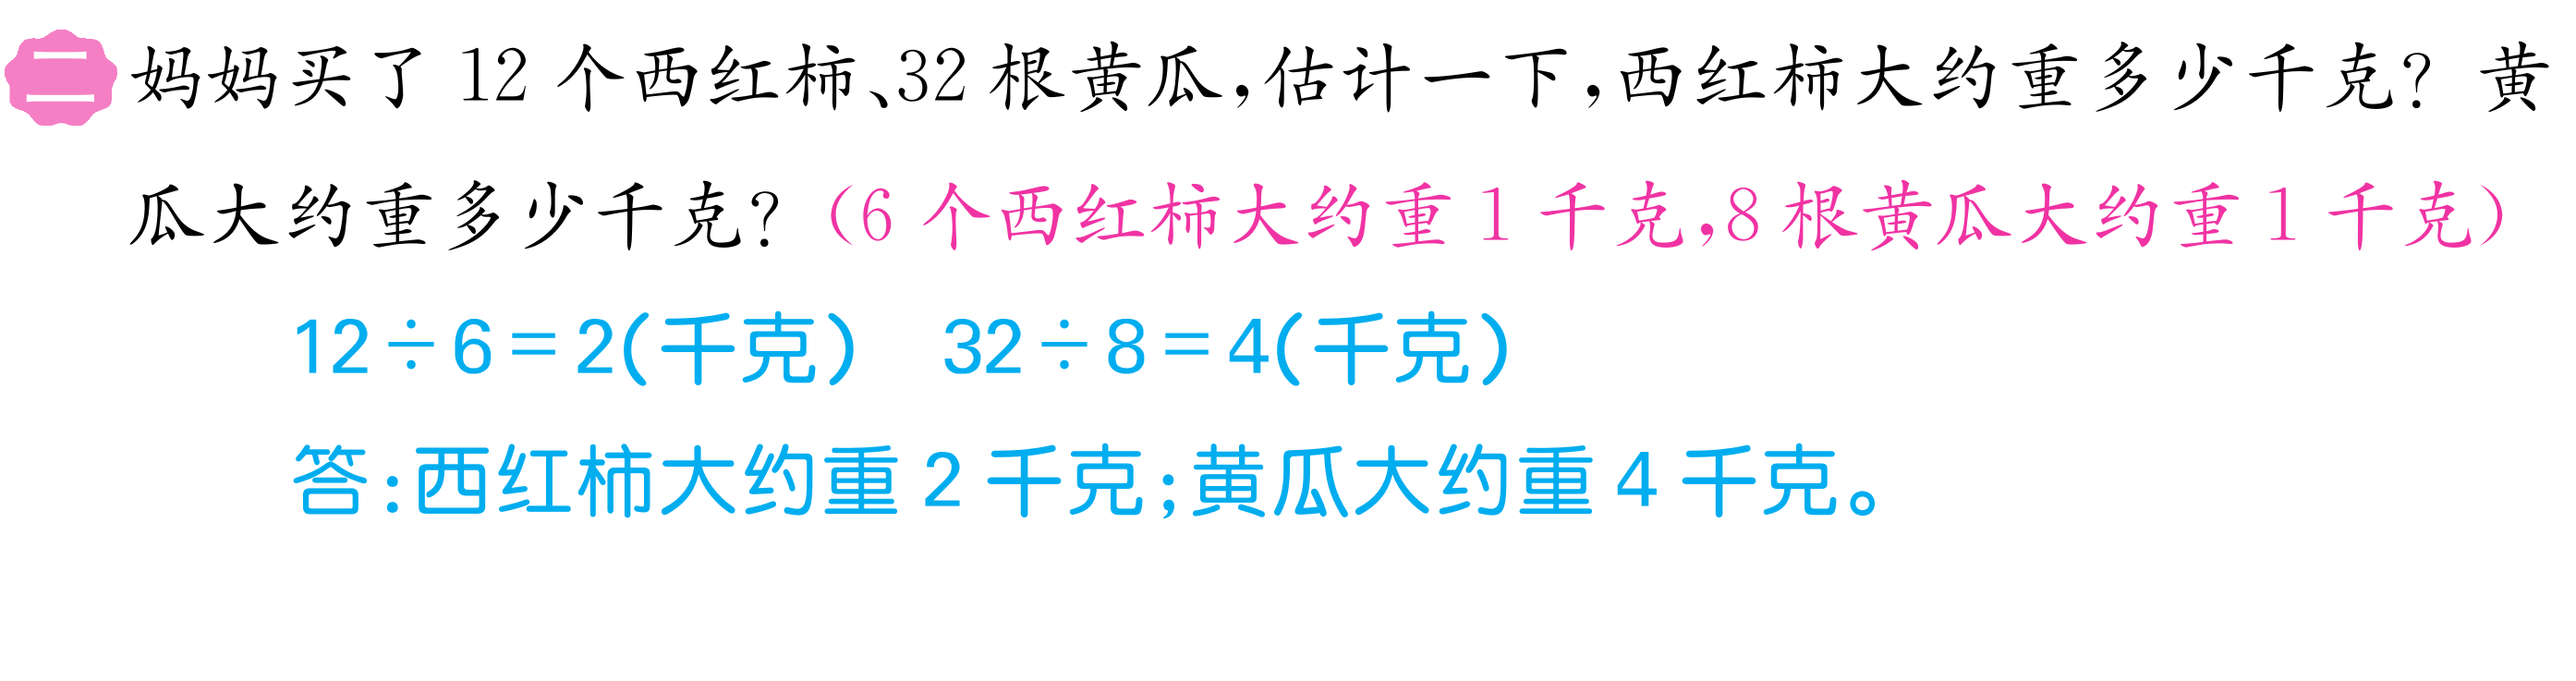 二 妈妈买了 12 个西红柿、32 根黄瓜,估计一下,西红柿大约重多少千克? 黄
瓜大约重多少千克?(6 个西红柿大约重 1 千克,8 根黄瓜大约重 1 千克)
12÷6=2(千克) 32÷8=4(千克)
答:西红柿大约重 2 千克;黄瓜大约重 4 千克。